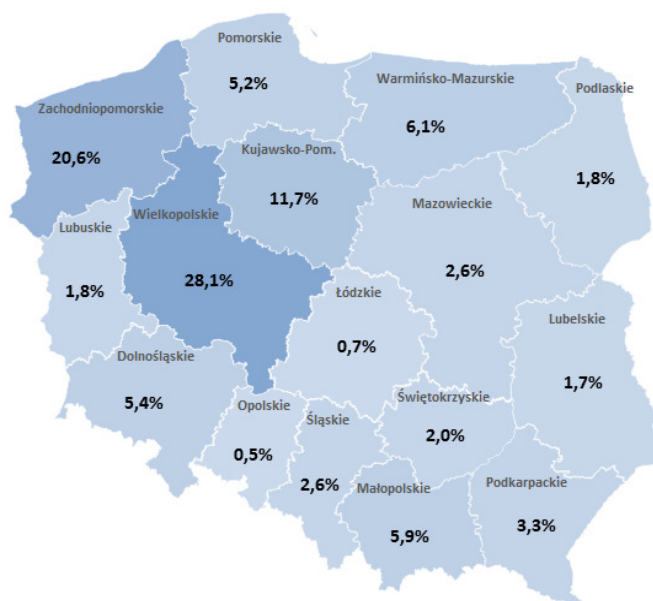 Pomorskie
5,2%
Warmińsko-Mazurskie
6,1%
Podlaskie
1,8%
Zachodniopomorskie
20,6%
Kujawsko-Pom.
11,7%
Mazowieckie
2,6%
Wielkopolskie
28,1%
Lubuskie
1,8%
Łódzkie
0,7%
Lubelskie
1,7%
Dolnośląskie
5,4%
Opolskie
0,5%
Śląskie
2,6%
Świętokrzyskie
2,0%
Małopolskie
5,9%
Podkarpackie
3,3%